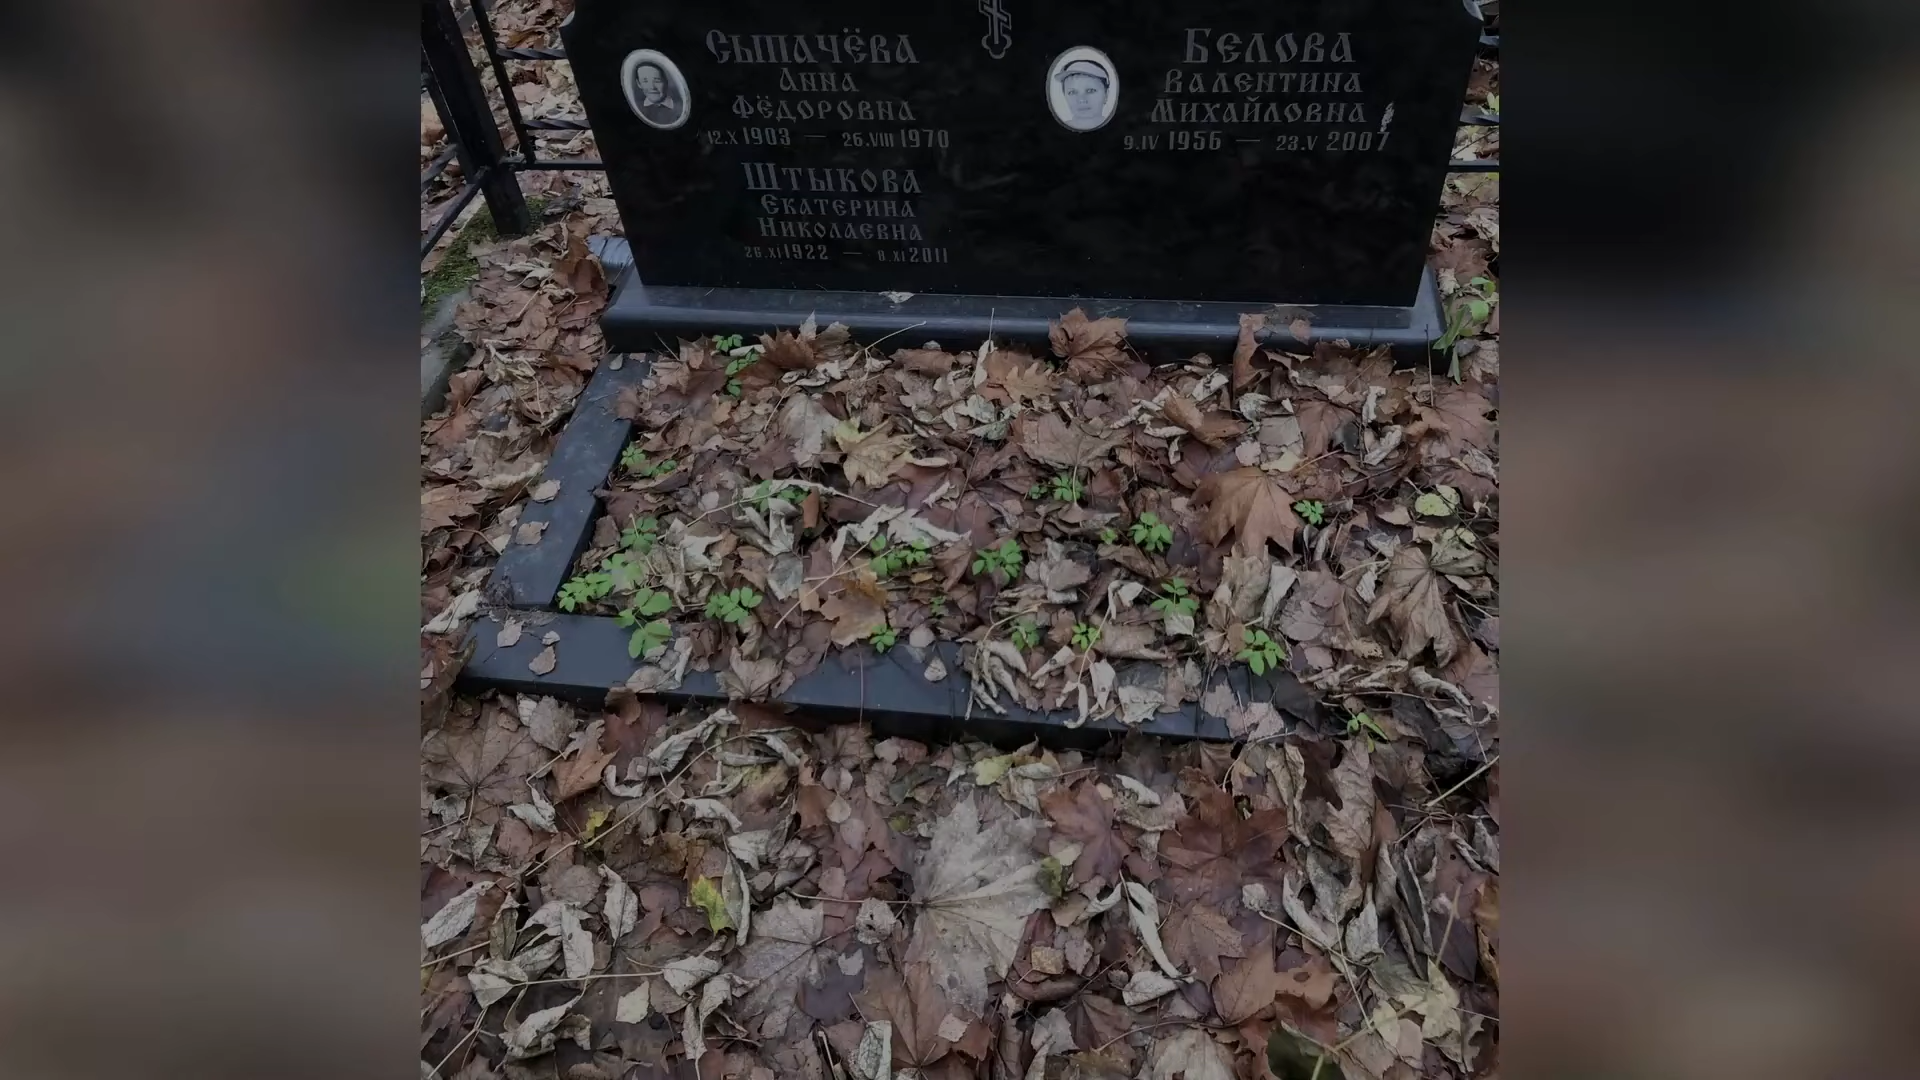 Сыпачёва
Анна
Фёдоровна
12.X 1903 — 26.VIII 1970
Штыкова
Екатерина
Николаевна
26.XI 1922 — 8.XI 2011
Белова
Валентина
Михайловна
9.IV 1956 — 23.V 2007